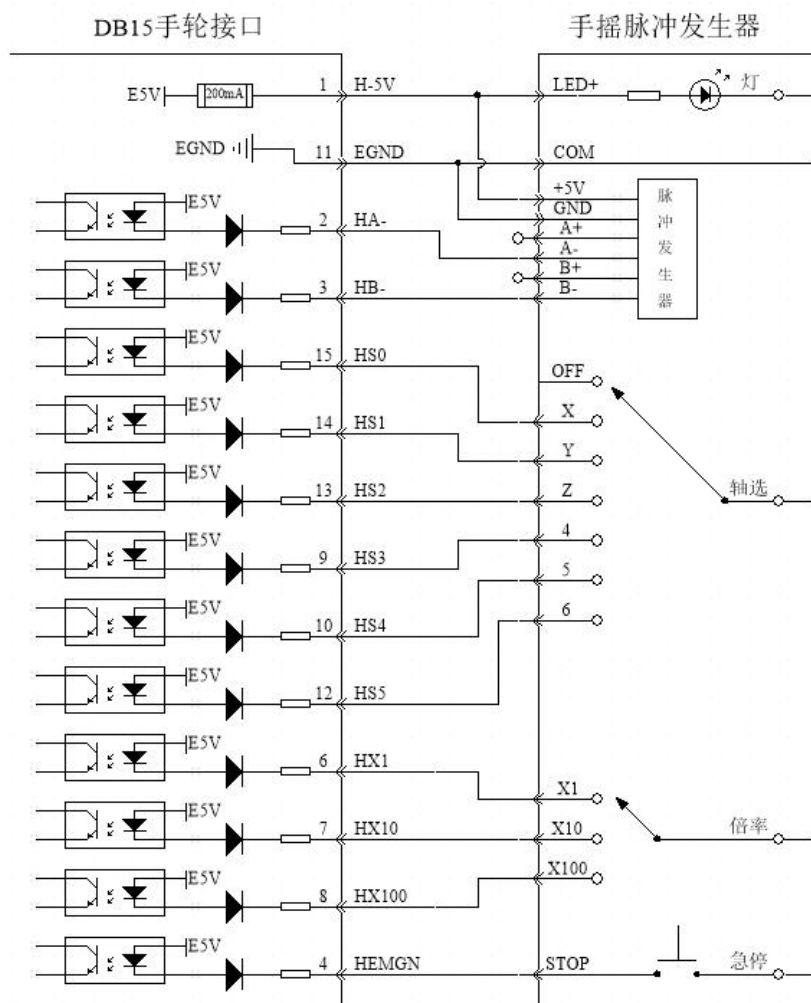 DB15手轮接口 手摇脉冲发生器
E5V 200mA 1 H-5V LED+ 灯
EGND 11 EGND COM
E5V +5V
2 HA- GND
A+
A-
E5V B+
3 HB- B-
脉冲发生器
E5V
15 HS0 OFF
E5V X
14 HS1 Y
E5V
13 HS2 Z 轴选
E5V 4
9 HS3
E5V 5
10 HS4 6
E5V
12 HS5
E5V
6 HX1 X1
E5V
7 HX10 X10 倍率
E5V X100
8 HX100
E5V
4 HEMGN STOP 急停